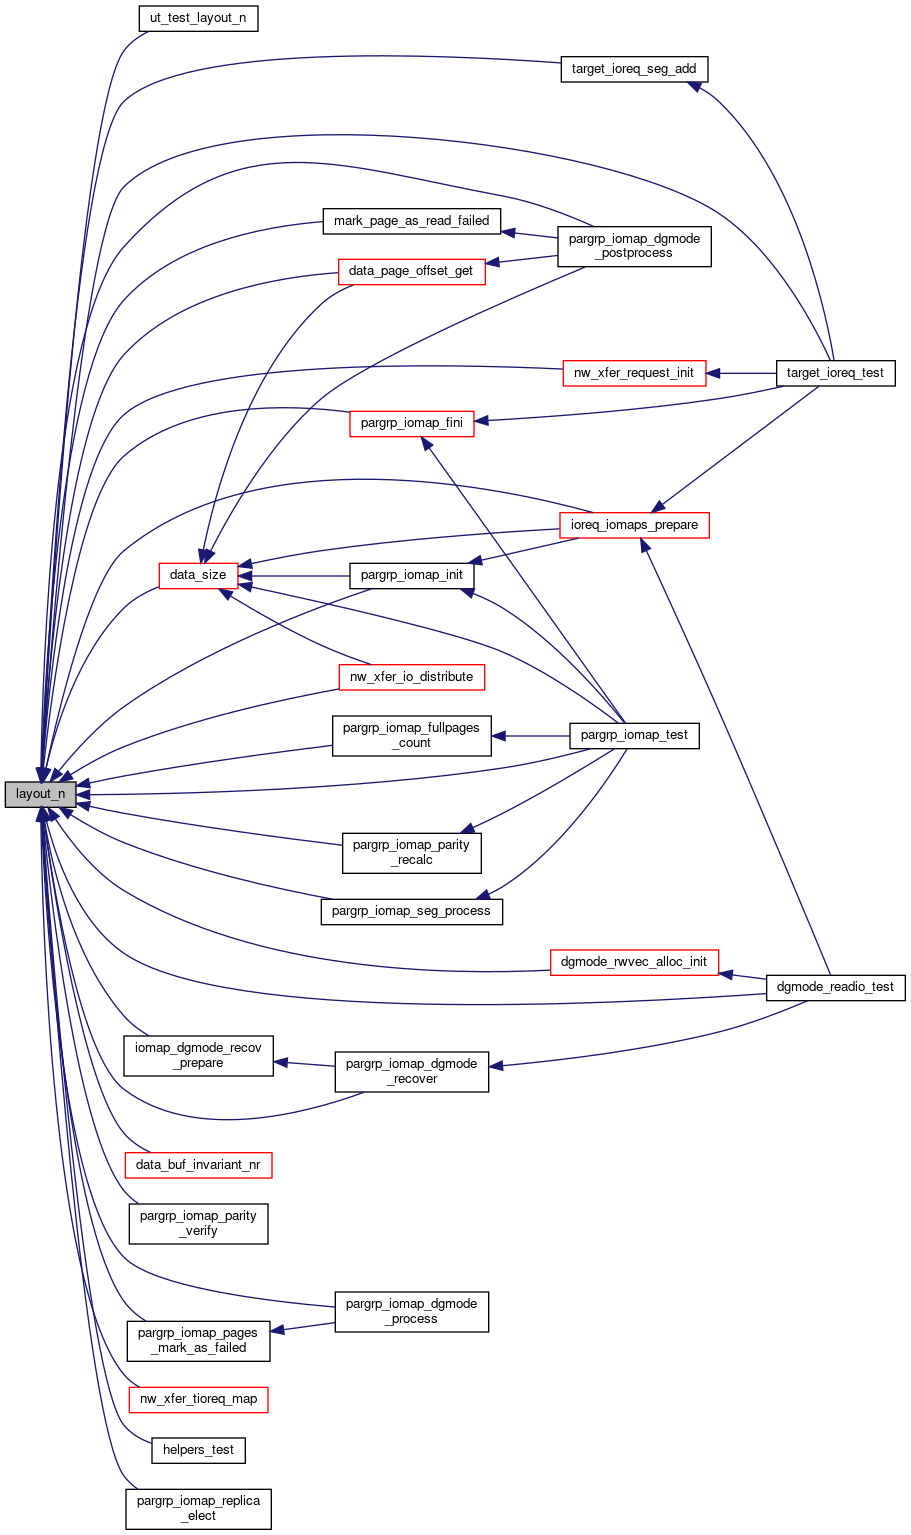 ut_test_layout_n
target_ioreq_seg_add
mark_page_as_read_failed
pargrp_iomap_dgmode
_postprocess
data_page_offset_get
nw_xfer_request_init
target_ioreq_test
pargrp_iomap_fini
ioreq_iomaps_prepare
data_size
pargrp_iomap_init
nw_xfer_io_distribute
pargrp_iomap_fullpages
_count
pargrp_iomap_test
layout_n
pargrp_iomap_parity
_recalc
pargrp_iomap_seg_process
dgmode_rwvec_alloc_init
dgmode_readio_test
iomap_dgmode_recov
_prepare
pargrp_iomap_dgmode
_recover
data_buf_invariant_nr
pargrp_iomap_parity
_verify
pargrp_iomap_dgmode
_process
pargrp_iomap_pages
_mark_as_failed
nw_xfer_tioreq_map
helpers_test
pargrp_iomap_replica
_elect